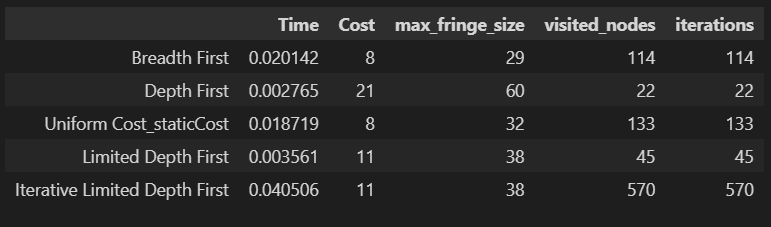 Time Cost max_fringe_size visited_nodes iterations
Breadth First 0.020142 8 29 114 114
Depth First 0.002765 21 60 22 22
Uniform Cost_staticCost 0.018719 8 32 133 133
Limited Depth First 0.003561 11 38 45 45
Iterative Limited Depth First 0.040506 11 38 570 570